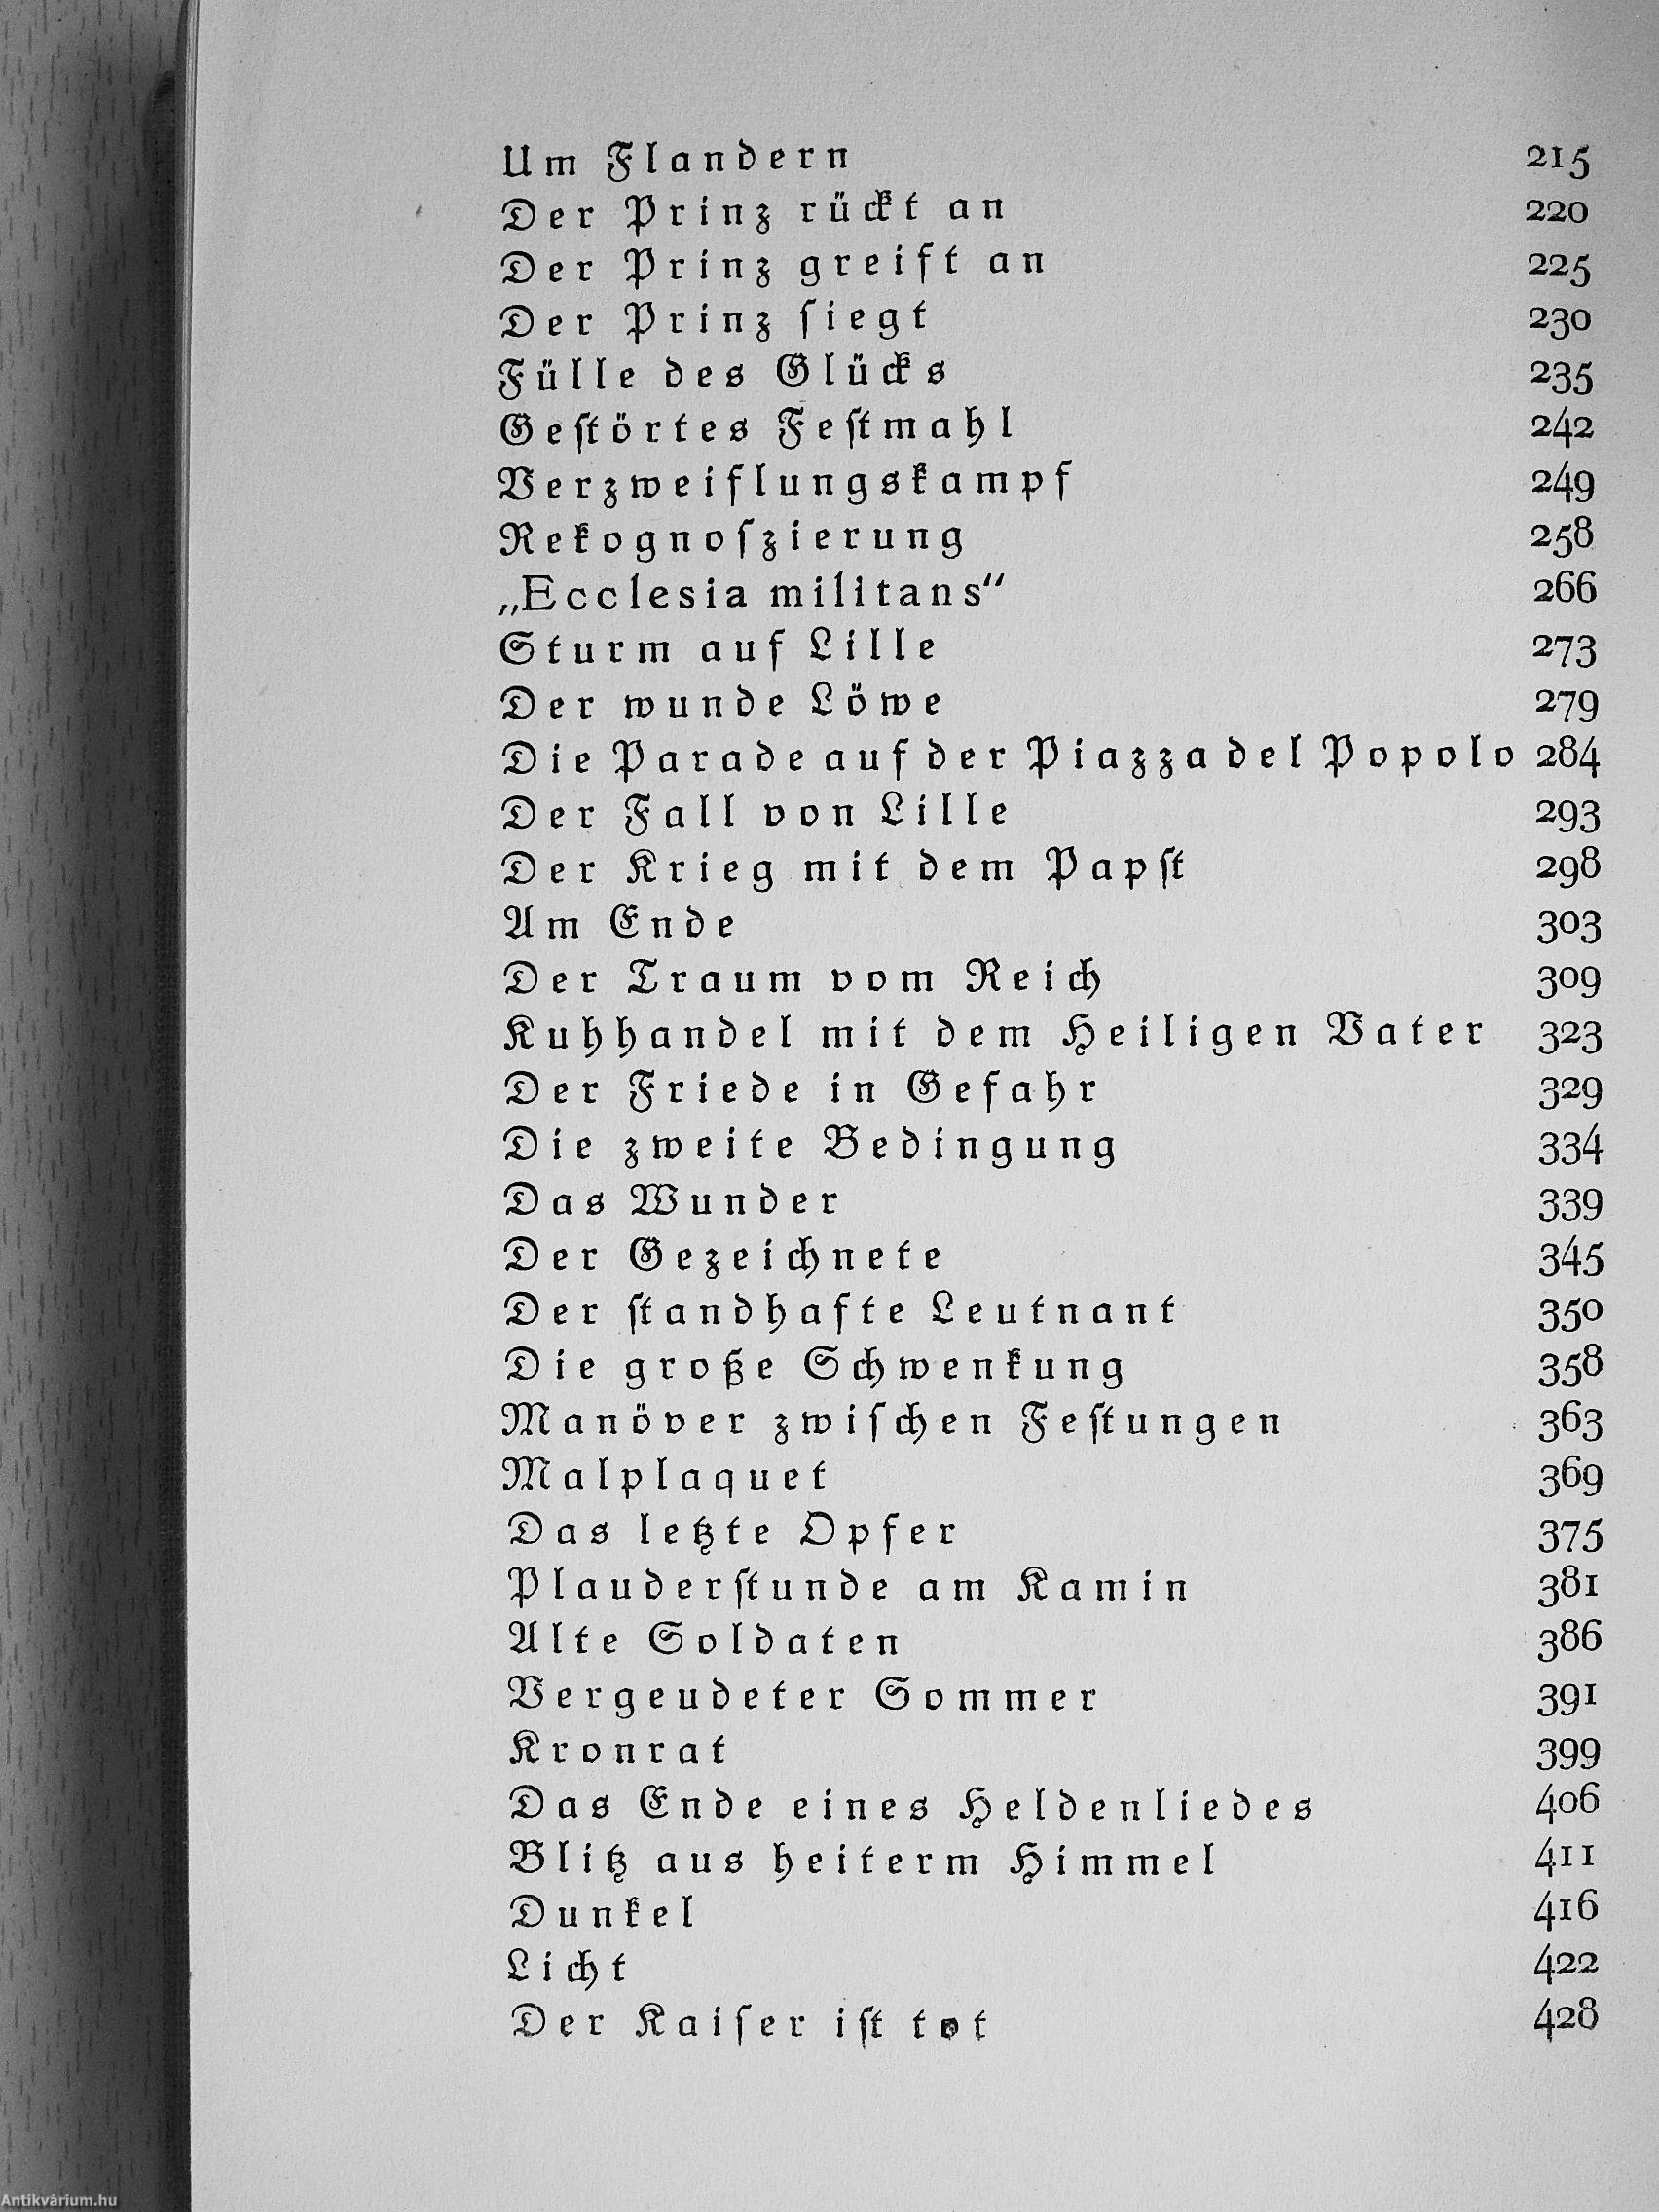 Um Flandern 215
Der Prinz rückt an 220
Der Prinz greift an 225
Der Prinz ſiegt 230
Fülle des Glücks 235
Geſtörtes Feſtmahl 242
Verzweiflungskampf 249
Rekognoſzierung 258
„Ecclesia militans“ 266
Sturm auf Lille 273
Der wunde Löwe 279
Die Parade auf der Piazza del Popolo 284
Der Fall von Lille 293
Der Krieg mit dem Papſt 298
Am Ende 303
Der Traum vom Reich 309
Kuhhandel mit dem Heiligen Vater 323
Der Friede in Gefahr 329
Die zweite Bedingung 334
Das Wunder 339
Der Gezeichnete 345
Der ſtandhafte Leutnant 350
Die große Schwenkung 358
Manöver zwiſchen Feſtungen 363
Malplaquet 369
Das letzte Opfer 375
Plauderſtunde am Kamin 381
Alte Soldaten 386
Vergeudeter Sommer 391
Kronrat 399
Das Ende eines Heldenliedes 406
Blitz aus heiterm Himmel 411
Dunkel 416
Licht 422
Der Kaiſer iſt tot 428
Antikvárium.hu